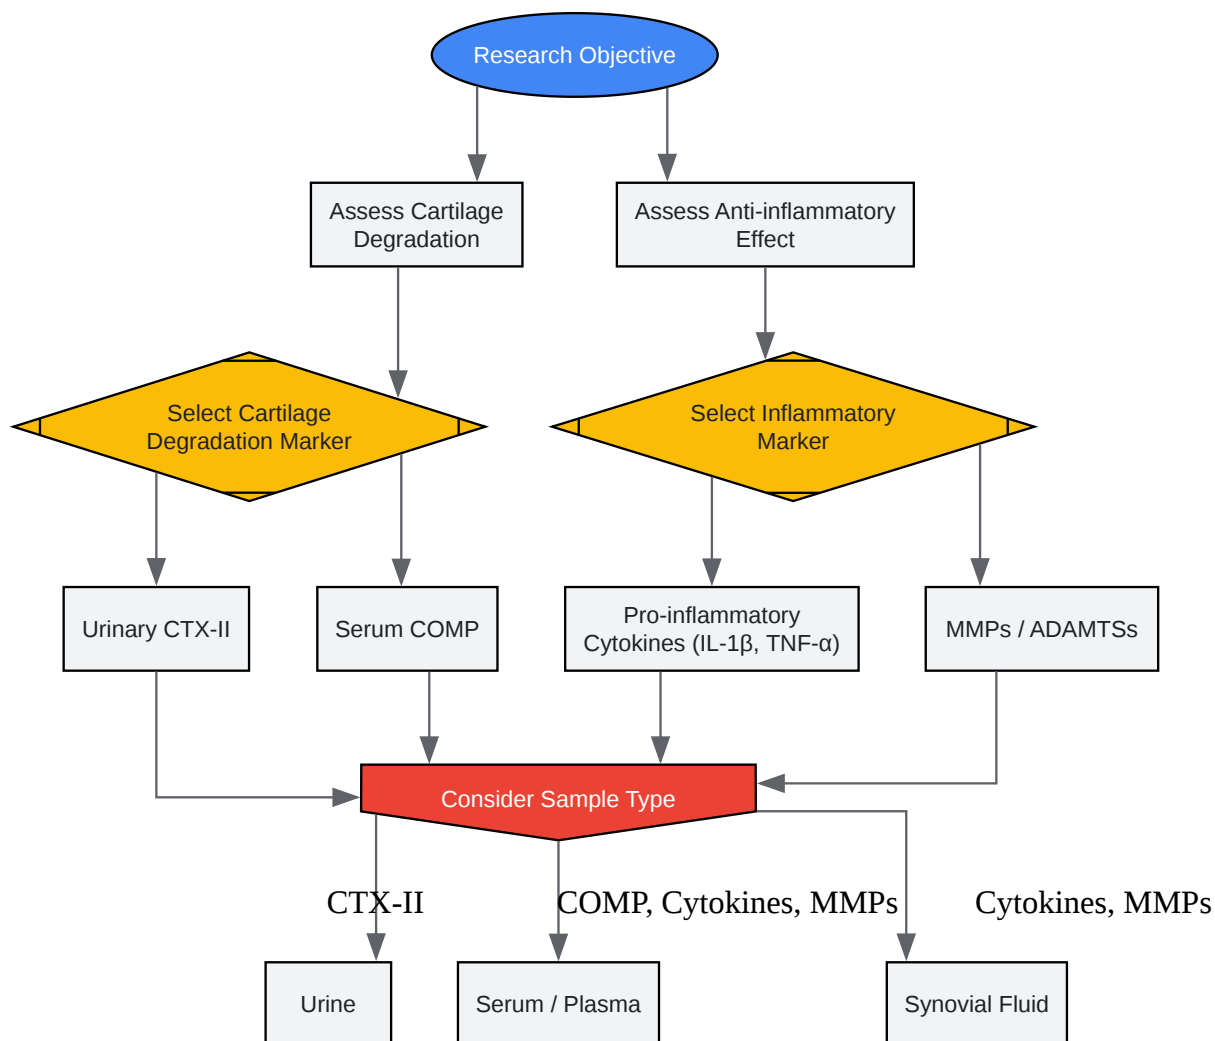 Research Objective
Assess Cartilage
Degradation
Assess Anti-inflammatory
Effect
Select Cartilage
Degradation Marker
Select Inflammatory
Marker
Urinary CTX-II
Serum COMP
Pro-inflammatory
Cytokines (IL-1β, TNF-α)
MMPs / ADAMTSs
Consider Sample Type
CTX-II
COMP, Cytokines, MMPs
Cytokines, MMPs
Urine
Serum / Plasma
Synovial Fluid